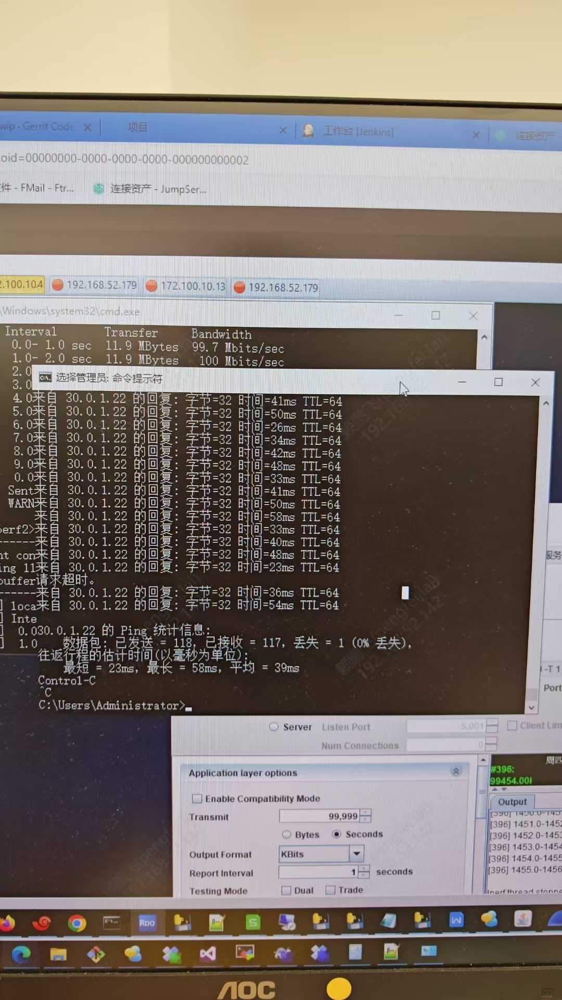 wip - Gerrit Code
项目
工作台 [Jenkins]
连接资产 -
oid=00000000-0000-0000-0000-000000000002
件 - FMail - Ftr...
连接资产 - JumpSer...
2.100.10.4
192.168.52.179
172.100.10.13
192.168.52.179
\Windows\system32\cmd.exe
Interval Transfer Bandwidth
0.0- 1.0 sec 11.9 MBytes 99.7 Mbits/sec
1.0- 2.0 sec 11.9 MBytes 100 Mbits/sec
2.0
3.0
选择管理员: 命令提示符
4.0来自 30.0.1.22 的回复: 字节=32 时间=41ms TTL=64
5.0来自 30.0.1.22 的回复: 字节=32 时间=50ms TTL=64
6.0来自 30.0.1.22 的回复: 字节=32 时间=26ms TTL=64
7.0来自 30.0.1.22 的回复: 字节=32 时间=34ms TTL=64
8.0来自 30.0.1.22 的回复: 字节=32 时间=42ms TTL=64
9.0来自 30.0.1.22 的回复: 字节=32 时间=48ms TTL=64
0.0来自 30.0.1.22 的回复: 字节=32 时间=33ms TTL=64
Sent来自 30.0.1.22 的回复: 字节=32 时间=41ms TTL=64
WARN来自 30.0.1.22 的回复: 字节=32 时间=50ms TTL=64
来自 30.0.1.22 的回复: 字节=32 时间=58ms TTL=64
erf2>来自 30.0.1.22 的回复: 字节=32 时间=33ms TTL=64
------来自 30.0.1.22 的回复: 字节=32 时间=40ms TTL=64
nt con来自 30.0.1.22 的回复: 字节=32 时间=48ms TTL=64
ing 11来自 30.0.1.22 的回复: 字节=32 时间=23ms TTL=64
buffer请求超时。
------来自 30.0.1.22 的回复: 字节=32 时间=36ms TTL=64
] loca来自 30.0.1.22 的回复: 字节=32 时间=54ms TTL=64
] Inte
] 0.030.0.1.22 的 Ping 统计信息:
] 1.0 数据包: 已发送 = 118, 已接收 = 117, 丢失 = 1 (0% 丢失),
往返行程的估计时间(以毫秒为单位):
最短 = 23ms, 最长 = 58ms, 平均 = 39ms
Control-C
^C
C:\Users\Administrator>
服务
-T 1
Port
Server Listen Port 5,001 Client Lim
Num Connections 0
Application layer options
Enable Compatibility Mode
Transmit 99,999
Bytes Seconds
Output Format KBits
Report Interval 1 seconds
Testing Mode Dual Trade
周四
#396:
99454.00
Output
[396] 1450.0-145
[396] 1451.0-1452
[396] 1452.0-1453
[396] 1453.0-1454
[396] 1454.0-1455
[396] 1455.0-1456
Iperf thread stopp
RDO
AOC